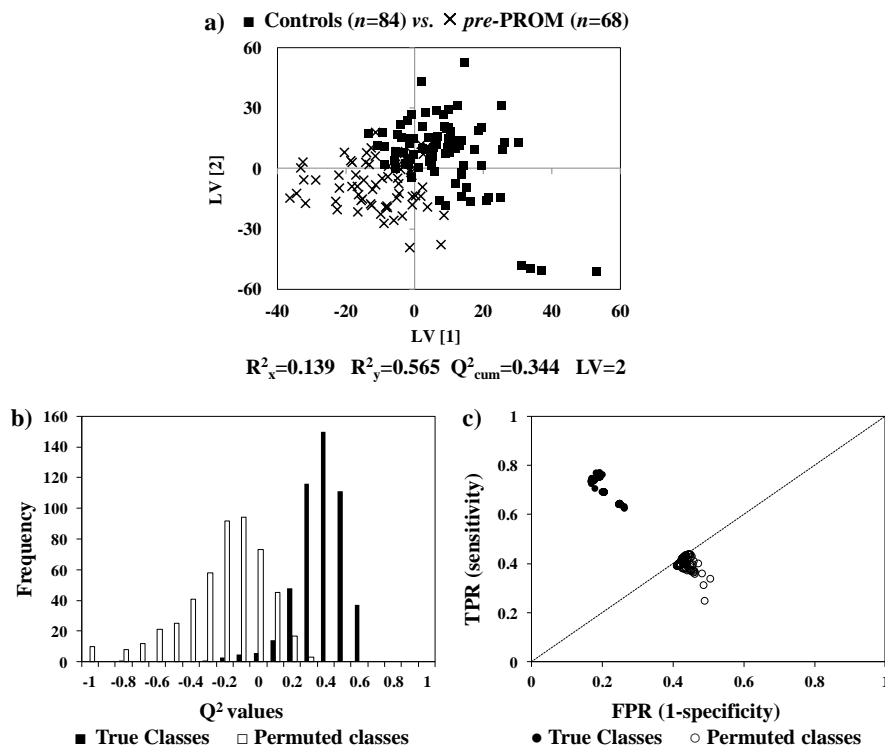 a) ■ Controls (n=84) vs. × pre-PROM (n=68)
60
30
0
-30
-60
LV [2]
-40 -20 0 20 40 60
LV [1]
R²x=0.139 R²y=0.565 Q²cum=0.344 LV=2
b)
160
140
120
100
80
60
40
20
0
Frequency
-1 -0.8 -0.6 -0.4 -0.2 0 0.2 0.4 0.6 0.8 1
Q² values
■ True Classes □ Permuted classes
c)
1
0.8
0.6
0.4
0.2
0
TPR (sensitivity)
0 0.2 0.4 0.6 0.8 1
FPR (1-specificity)
● True Classes ○ Permuted classes